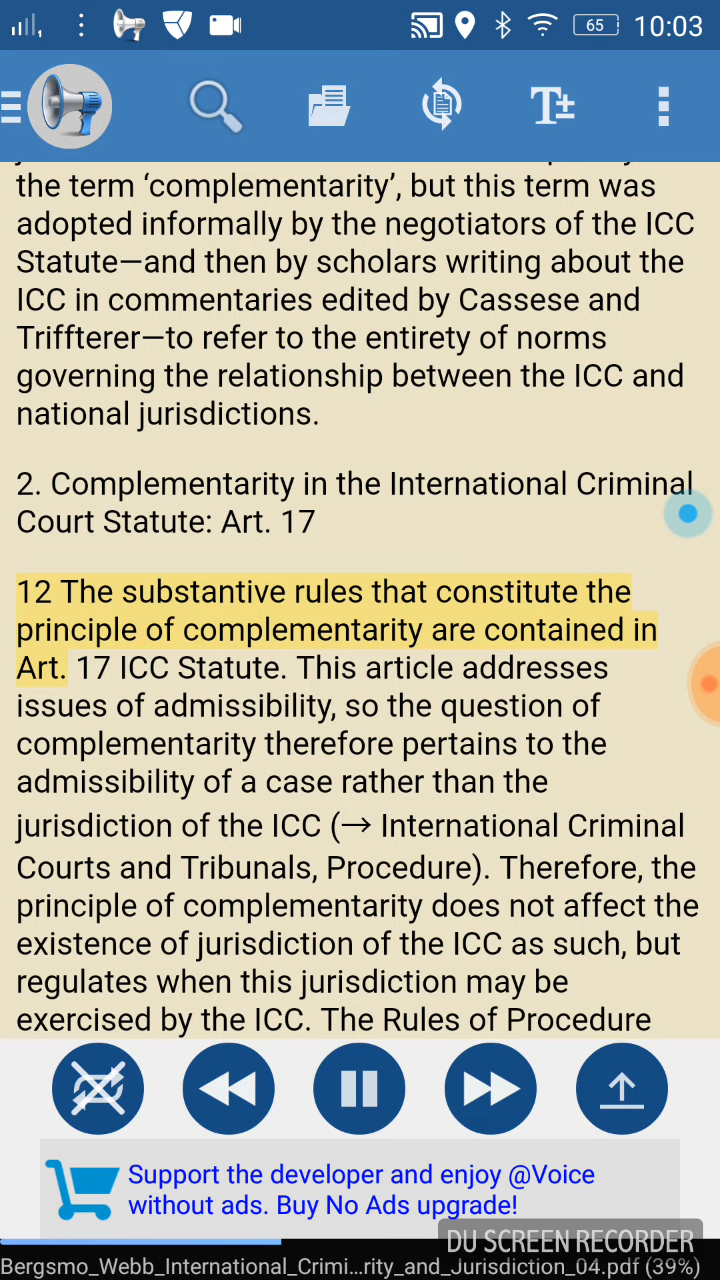 1
65
10:03
T±
the term ‘complementarity’, but this term was
adopted informally by the negotiators of the ICC
Statute—and then by scholars writing about the
ICC in commentaries edited by Cassese and
Triffterer—to refer to the entirety of norms
governing the relationship between the ICC and
national jurisdictions.
2. Complementarity in the International Criminal
Court Statute: Art. 17
12 The substantive rules that constitute the
principle of complementarity are contained in
Art. 17 ICC Statute. This article addresses
issues of admissibility, so the question of
complementarity therefore pertains to the
admissibility of a case rather than the
jurisdiction of the ICC (→ International Criminal
Courts and Tribunals, Procedure). Therefore, the
principle of complementarity does not affect the
existence of jurisdiction of the ICC as such, but
regulates when this jurisdiction may be
exercised by the ICC. The Rules of Procedure
Support the developer and enjoy @Voice
without ads. Buy No Ads upgrade!
DU SCREEN RECORDER
Bergsmo_Webb_International_Crimi...rity_and_Jurisdiction_04.pdf (39%)